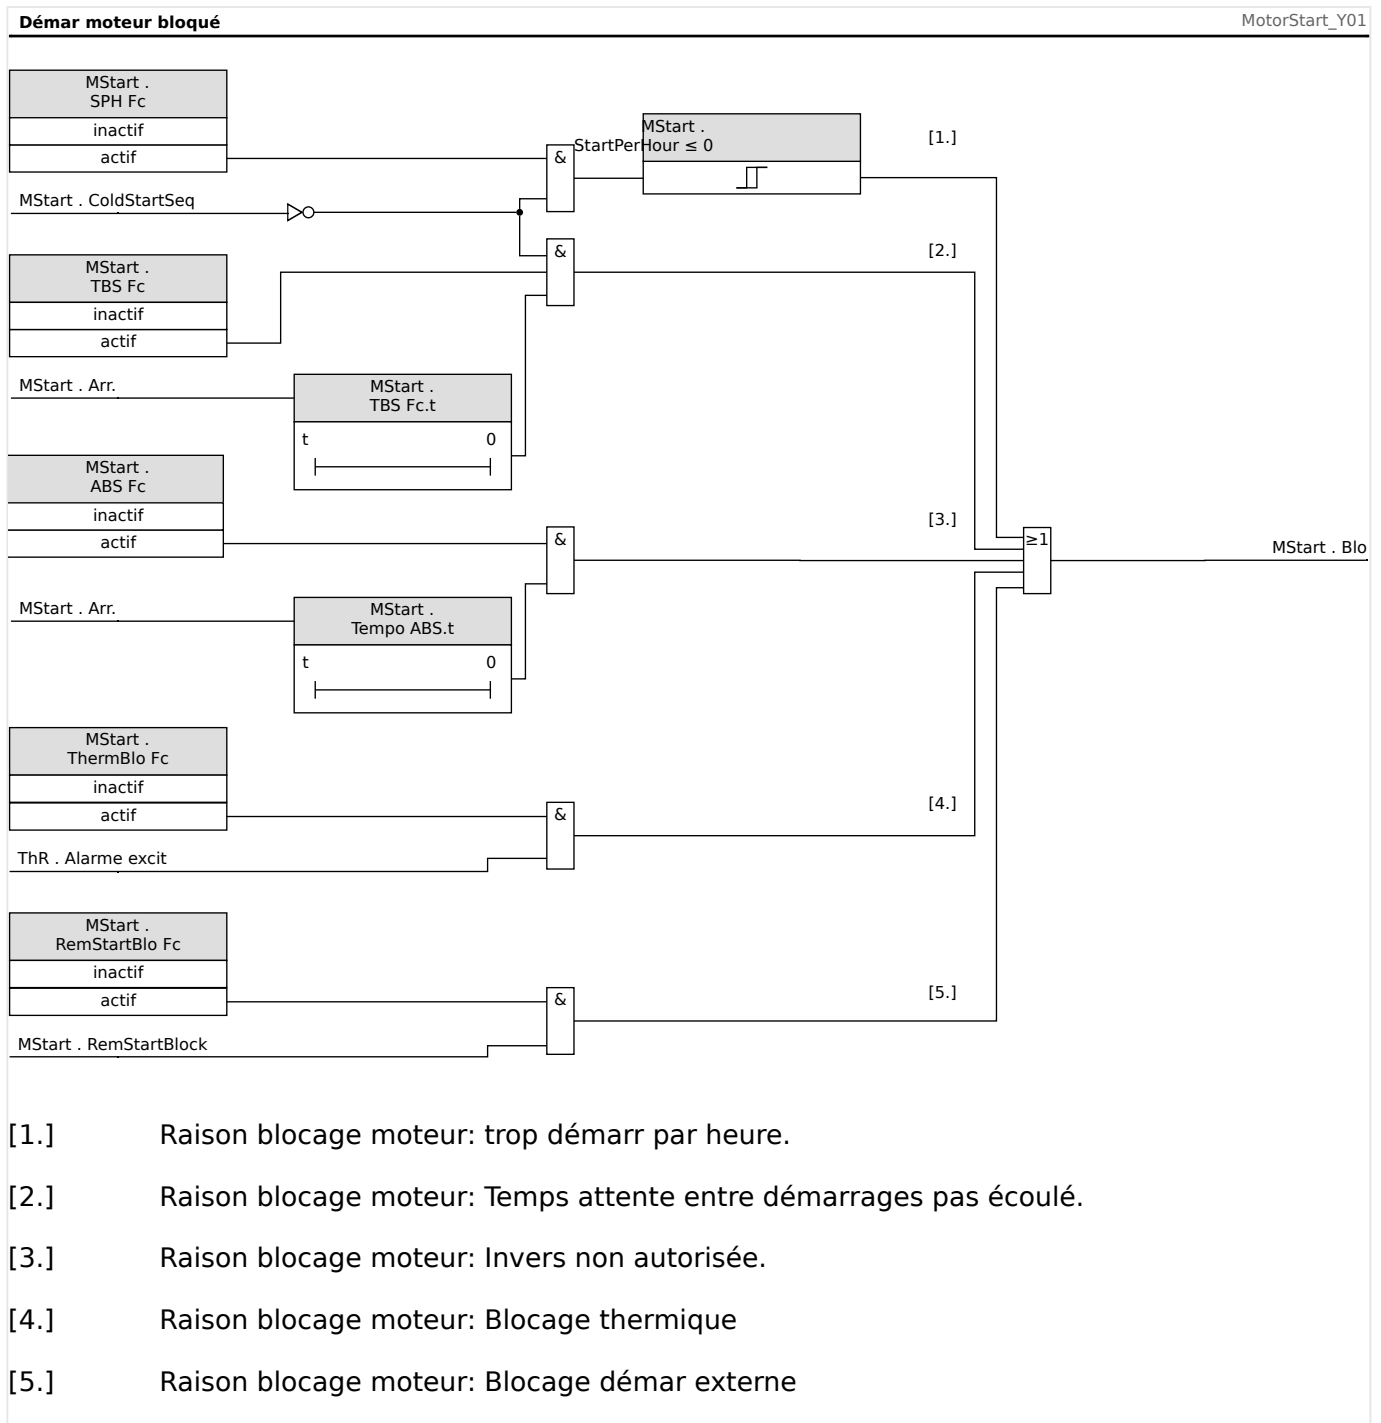 Démar moteur bloqué
MotorStart_Y01
MStart .
SPH Fc
inactif
actif
&
MStart .
StartPerHour ≤ 0
[1.]
MStart . ColdStartSeq
&
[2.]
MStart .
TBS Fc
inactif
actif
MStart . Arr.
MStart .
TBS Fc.t
t 0
MStart .
ABS Fc
inactif
actif
&
[3.]
≥1
MStart . Blo
MStart . Arr.
MStart .
Tempo ABS.t
t 0
MStart .
ThermBlo Fc
inactif
actif
&
[4.]
ThR . Alarme excit
MStart .
RemStartBlo Fc
inactif
actif
&
[5.]
MStart . RemStartBlock
[1.] Raison blocage moteur: trop démarr par heure.
[2.] Raison blocage moteur: Temps attente entre démarrages pas écoulé.
[3.] Raison blocage moteur: Invers non autorisée.
[4.] Raison blocage moteur: Blocage thermique
[5.] Raison blocage moteur: Blocage démar externe